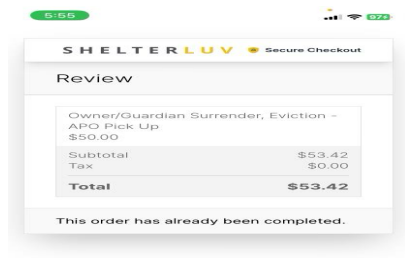 5:55
97
SHELTERLUV Secure Checkout
Review
Owner/Guardian Surrender, Eviction -
APO Pick Up
$50.00
Subtotal $53.42
Tax $0.00
Total $53.42
This order has already been completed.